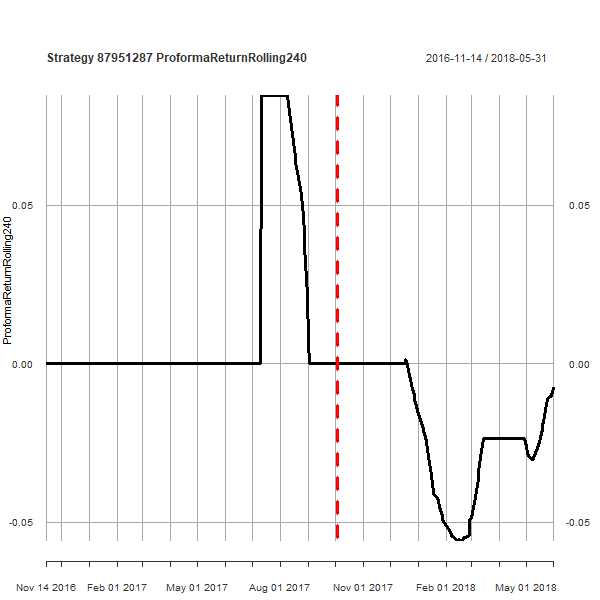 Strategy 87951287 ProformaReturnRolling240
2016-11-14 / 2018-05-31
ProformaReturnRolling240
0.05
0.00
-0.05
0.05
0.00
-0.05
Nov 14 2016
Feb 01 2017
May 01 2017
Aug 01 2017
Nov 01 2017
Feb 01 2018
May 01 2018